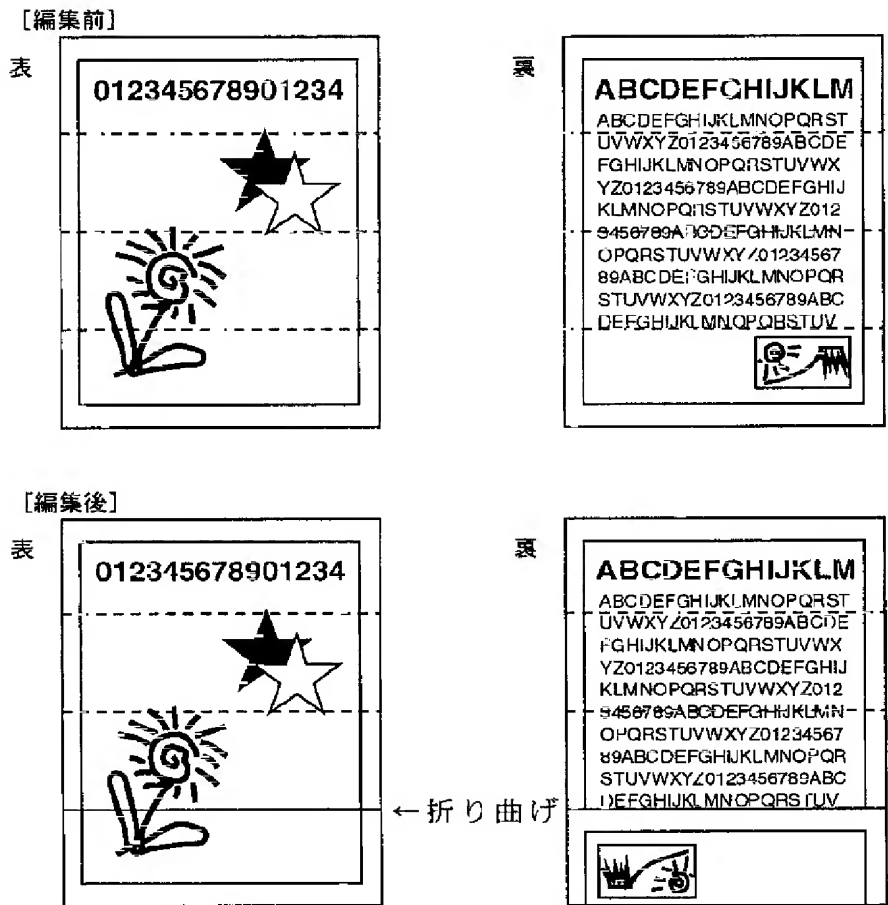 [編集前]
表
012345678901234
裏
ABCDEFGHIJKLM
ABCDEFGHIJKLMNOPQRST
UVWXYZ0123456789ABCDE
FGHIJKLMNOPQRSTUVWX
YZ0123456789ABCDEFGHIJ
KLMNOPQRSTUVWXYZ012
3456789ABCDEFGHIJKLMN
OPQRSTUVWXYZ01234567
89ABCDEFGHIJKLMNOPQR
STUVWXYZ0123456789ABC
DEFGHIJKLMNOPQRSTUV
[編集後]
表
012345678901234
←折り曲げ
裏
ABCDEFGHIJKLM
ABCDEFGHIJKLMNOPQRST
UVWXYZ0123456789ABCDE
FGHIJKLMNOPQRSTUVWX
YZ0123456789ABCDEFGHIJ
KLMNOPQRSTUVWXYZ012
3456789ABCDEFGHIJKLMN
OPQRSTUVWXYZ01234567
89ABCDEFGHIJKLMNOPQR
STUVWXYZ0123456789ABC
DEFGHIJKLMNOPQRSTUV